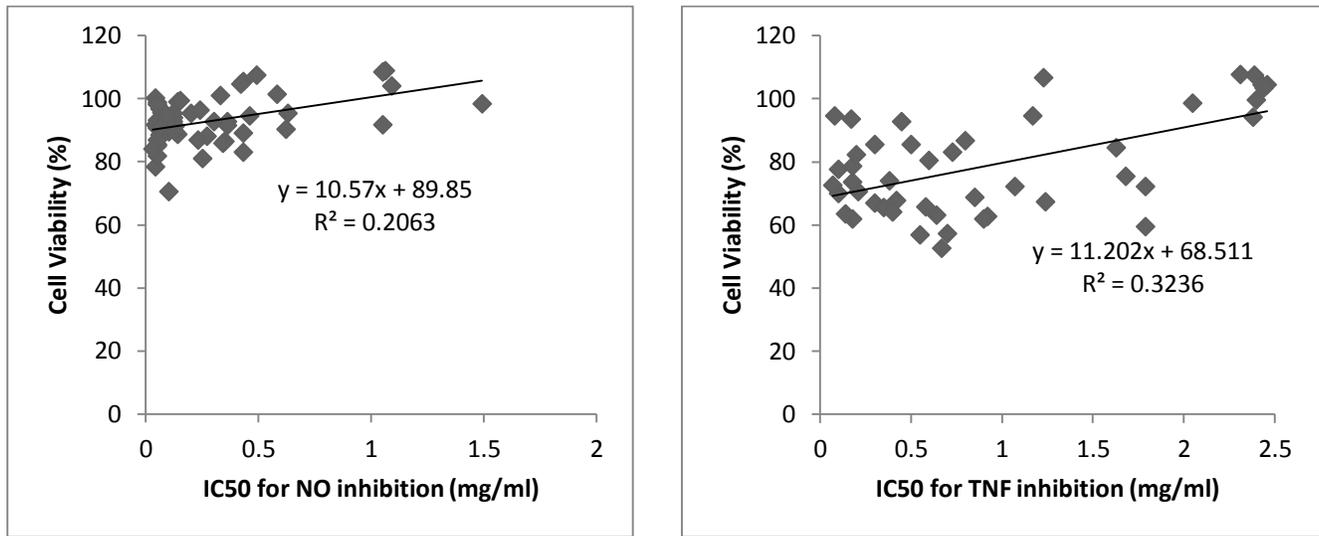 120
100
80
60
40
20
0
Cell Viability (%)
y = 10.57x + 89.85
R² = 0.2063
0 0.5 1 1.5 2
IC50 for NO inhibition (mg/ml)
120
100
80
60
40
20
0
Cell Viability (%)
y = 11.202x + 68.511
R² = 0.3236
0 0.5 1 1.5 2 2.5
IC50 for TNF inhibition (mg/ml)